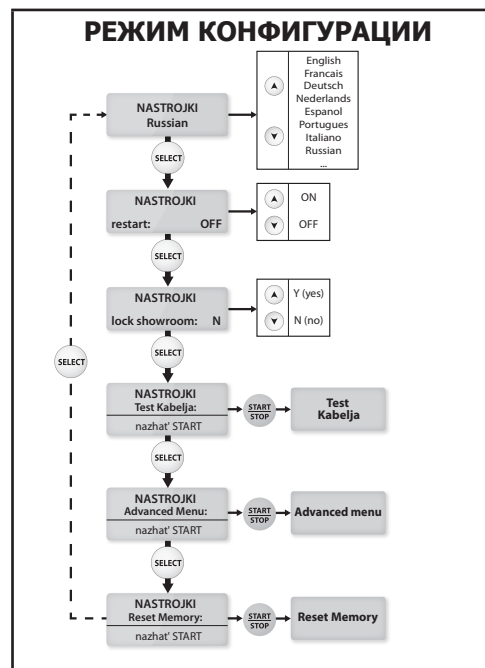 РЕЖИМ КОНФИГУРАЦИИ
NASTROJKI
Russian
English
Francais
Deutsch
Nederlands
Espanol
Portugues
Italiano
Russian
...
SELECT
NASTROJKI
restart: OFF
ON
OFF
SELECT
NASTROJKI
lock showroom: N
Y (yes)
N (no)
SELECT
SELECT
NASTROJKI
Test Kabelja:
nazhat' START
START
STOP
Test
Kabelja
SELECT
NASTROJKI
Advanced Menu:
nazhat' START
START
STOP
Advanced menu
SELECT
NASTROJKI
Reset Memory:
nazhat' START
START
STOP
Reset Memory